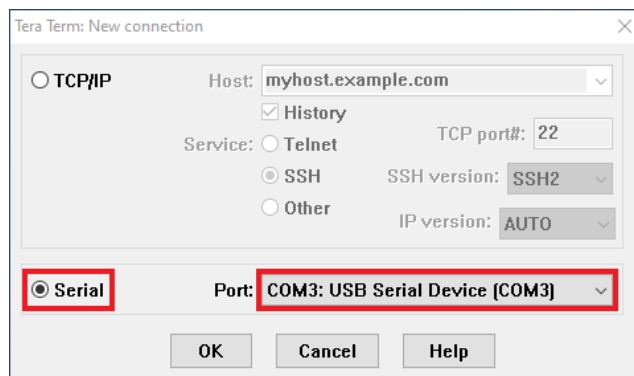 Tera Term: New connection
TCP/IP
Host: myhost.example.com
History
Service: Telnet
TCP port#: 22
SSH
SSH version: SSH2
Other
IP version: AUTO
Serial
Port: COM3: USB Serial Device (COM3)
OK Cancel Help